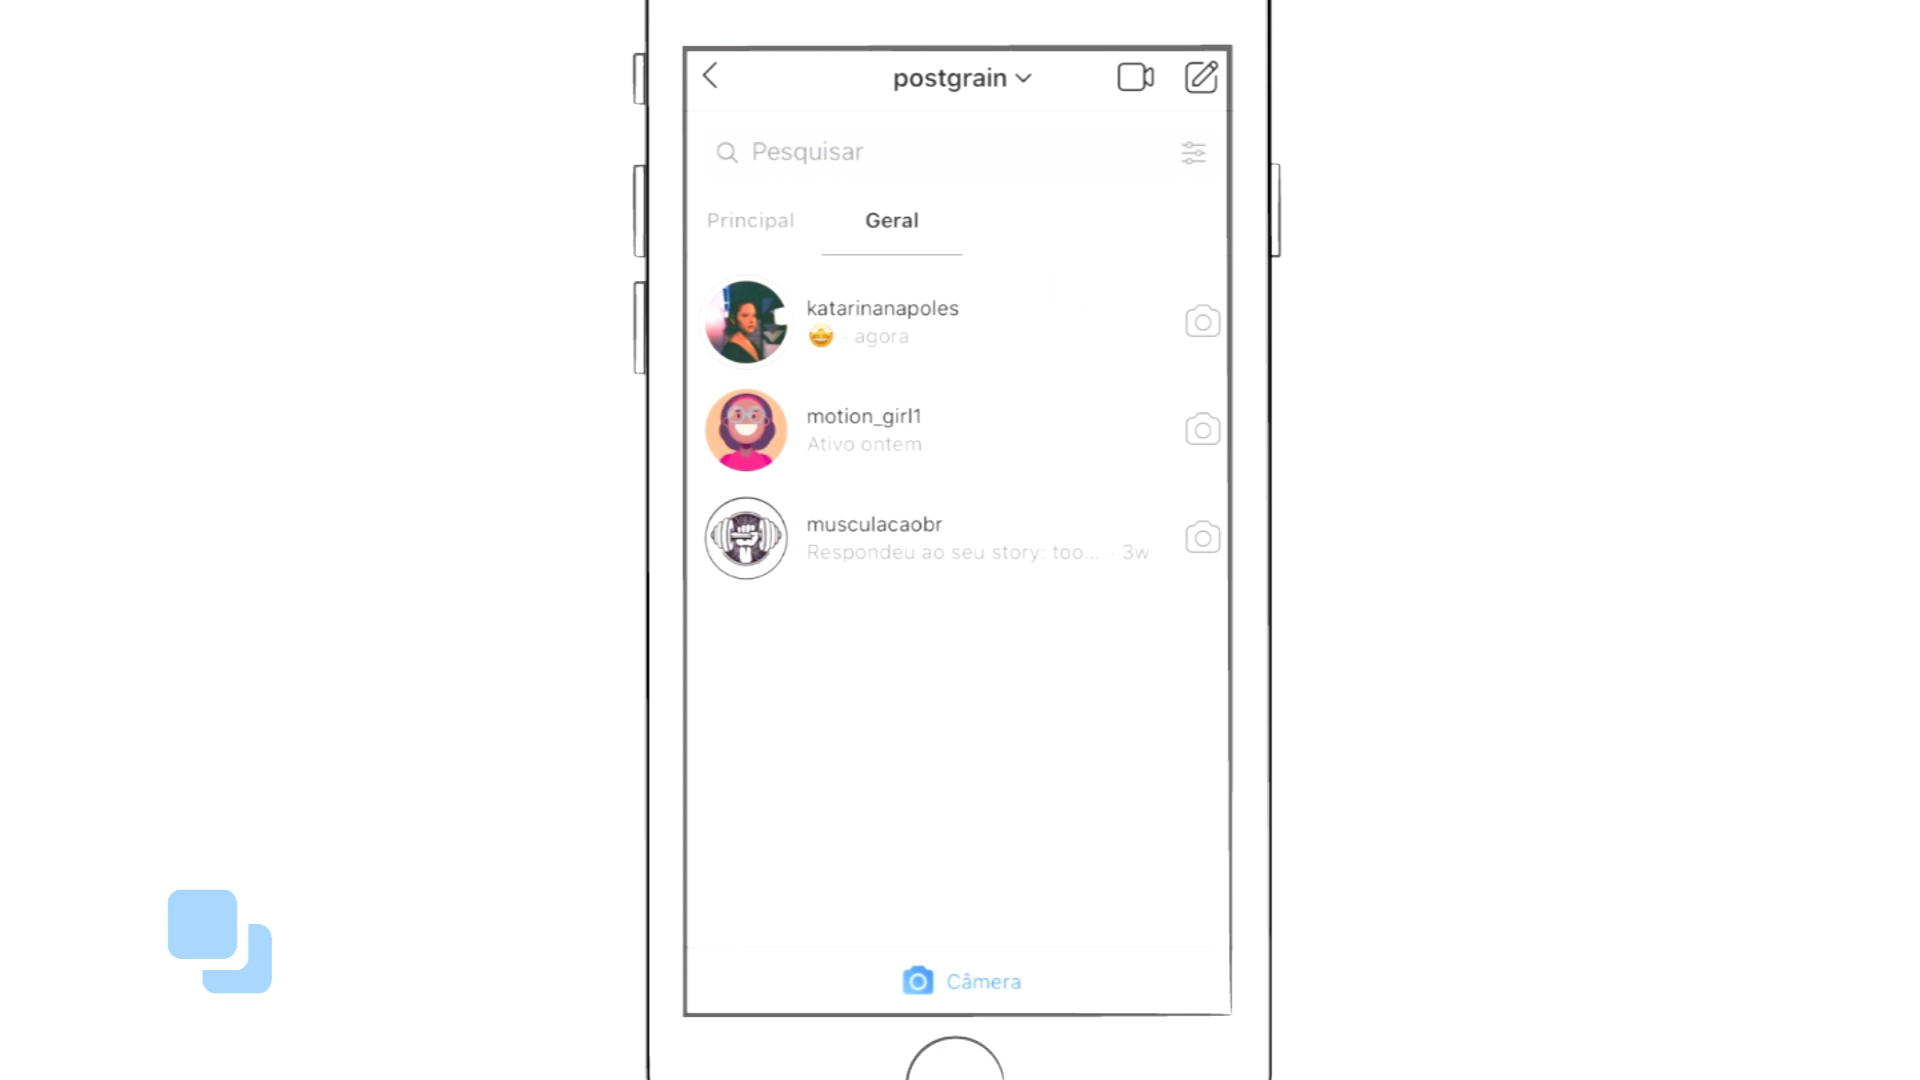 postgrain
Pesquisar
Principal Geral
katarinanapoles
🤩 · agora
motion_girl1
Ativo ontem
musculacaobr
Respondeu ao seu story: too... · 3w
Câmera